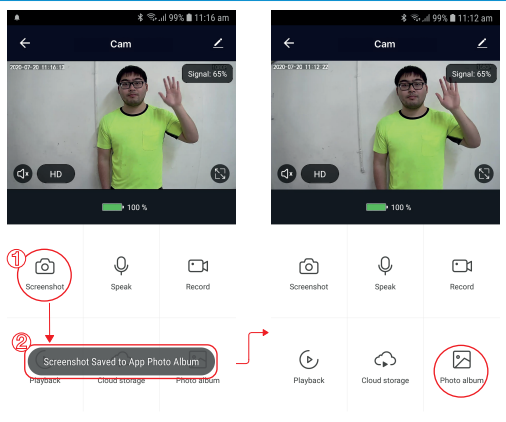 99% 11:16 am
Cam
2020-07-20 11:16:13
Signal: 65%
HD
100 %
①
Screenshot
Speak
Record
②
Screenshot Saved to App Photo Album
Playback
Cloud storage
Photo album
99% 11:12 am
Cam
2020-07-20 11:12:22
Signal: 65%
HD
100 %
Screenshot
Speak
Record
Playback
Cloud storage
Photo album